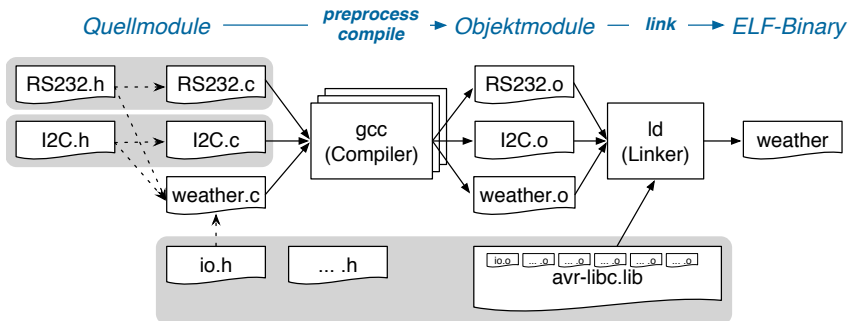 Quellmodule
preprocess
compile
Objektmodule
link
ELF-Binary
RS232.h
RS232.c
RS232.o
I2C.h
I2C.c
gcc
(Compiler)
I2C.o
ld
(Linker)
weather
weather.c
weather.o
io.h
... .h
io.o
... .o
... .o
... .o
... .o
... .o
avr-libc.lib